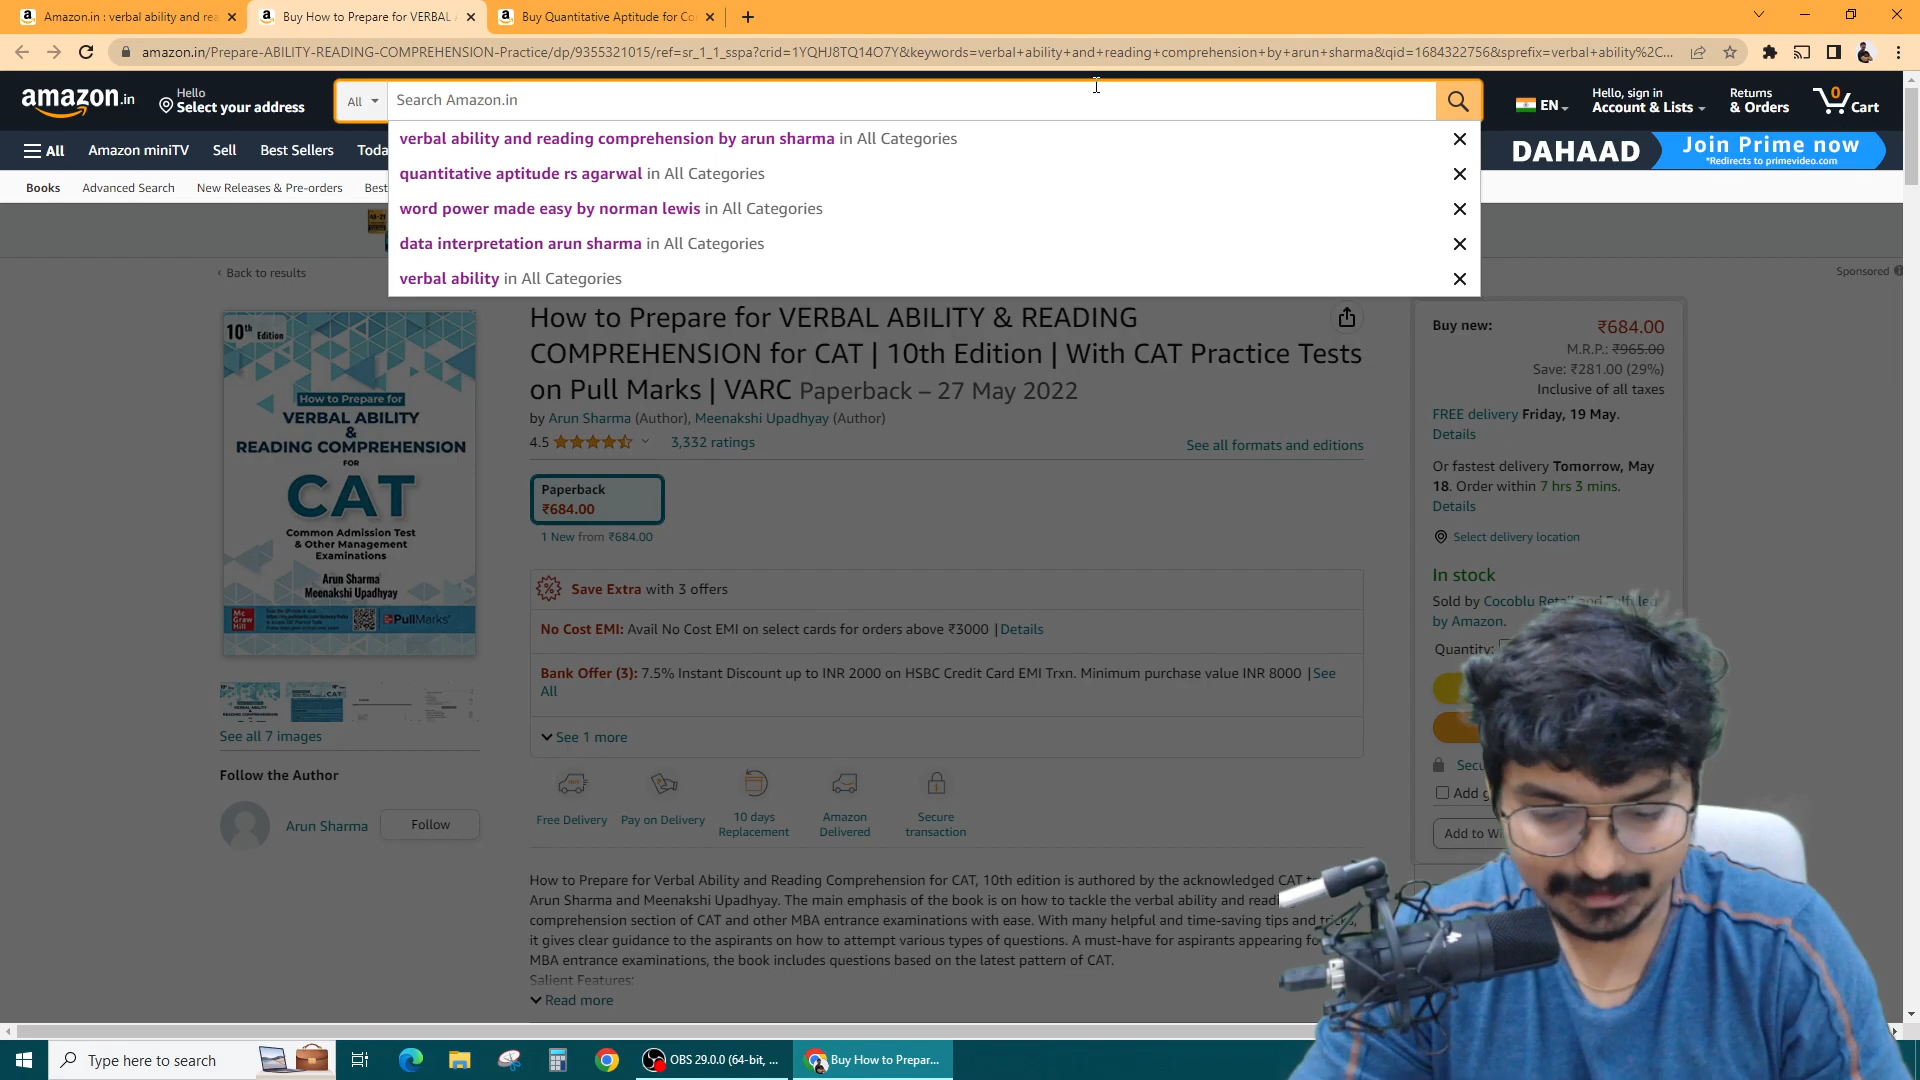 Amazon.in : verbal ability and rea
Buy How to Prepare for VERBAL
Buy Quantitative Aptitude for Co
amazon.in/Prepare-ABILITY-READING-COMPREHENSION-Practice/dp/9355321015/ref=sr_1_1_sspa?crid=1YQHJ8TQ14O7Y&keywords=verbal+ability+and+reading+comprehension+by+arun+sharma&qid=1684322756&sprefix=verbal+ability%2C...
amazon.in
Hello
Select your address
All
Search Amazon.in
EN
Hello, sign in
Account & Lists
Returns
& Orders
0
Cart
All
Amazon miniTV
Sell
Best Sellers
Toda
DAHAAD
Join Prime now
*Redirects to primevideo.com
Books
Advanced Search
New Releases & Pre-orders
Best
verbal ability and reading comprehension by arun sharma in All Categories
quantitative aptitude rs agarwal in All Categories
word power made easy by norman lewis in All Categories
data interpretation arun sharma in All Categories
verbal ability in All Categories
‹ Back to results
Sponsored
10th Edition
How to Prepare for
VERBAL ABILITY
&
READING COMPREHENSION
FOR
CAT
Common Admission Test
& Other Management
Examinations
Arun Sharma
Meenakshi Upadhyay
Mc
Graw
Hill
PullMarks
See all 7 images
Follow the Author
Arun Sharma
Follow
How to Prepare for VERBAL ABILITY & READING
COMPREHENSION for CAT | 10th Edition | With CAT Practice Tests
on Pull Marks | VARC Paperback – 27 May 2022
by Arun Sharma (Author), Meenakshi Upadhyay (Author)
4.5
3,332 ratings
See all formats and editions
Paperback
₹684.00
1 New from ₹684.00
Save Extra with 3 offers
No Cost EMI: Avail No Cost EMI on select cards for orders above ₹3000 |Details
Bank Offer (3): 7.5% Instant Discount up to INR 2000 on HSBC Credit Card EMI Trxn. Minimum purchase value INR 8000 |See
All
See 1 more
Free Delivery
Pay on Delivery
10 days
Replacement
Amazon
Delivered
Secure
transaction
How to Prepare for Verbal Ability and Reading Comprehension for CAT, 10th edition is authored by the acknowledged CAT
Arun Sharma and Meenakshi Upadhyay. The main emphasis of the book is on how to tackle the verbal ability and
comprehension section of CAT and other MBA entrance examinations with ease. With many helpful and time-saving tips and tricks,
it gives clear guidance to the aspirants on how to attempt various types of questions. A must-have for aspirants appearing
MBA entrance examinations, the book includes questions based on the latest pattern of CAT.
Salient Features:
Read more
Buy new:
₹684.00
M.R.P.: ₹965.00
Save: ₹281.00 (29%)
Inclusive of all taxes
FREE delivery Friday, 19 May.
Details
Or fastest delivery Tomorrow, May
18. Order within 7 hrs 3 mins.
Details
Select delivery location
In stock
Sold by Cocoblu Retail and Fulfilled
by Amazon.
Quantity:
Add
Add to
Type here to search
OBS 29.0.0 (64-bit, ...
Buy How to Prepar...